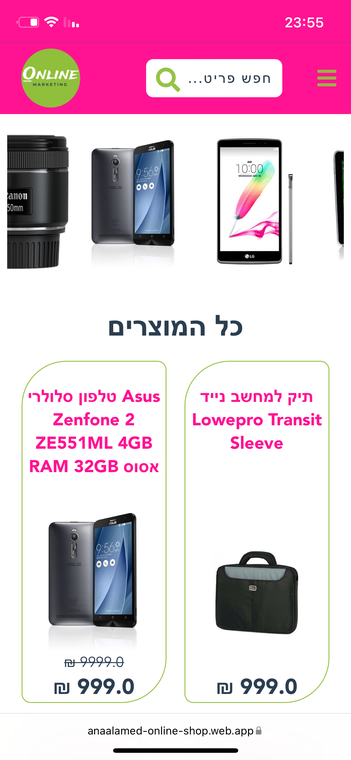 23:55
ONLINE
MARKETING
חפש פריט...
Canon
50mm
10:00
LG
כל המוצרים
תיק למחשב נייד
Lowepro Transit
Sleeve
טלפון סלולרי Asus
Zenfone 2
ZE551ML 4GB
RAM 32GB אסוס
9999.0 ₪
999.0 ₪
999.0 ₪
anaalamed-online-shop.web.app